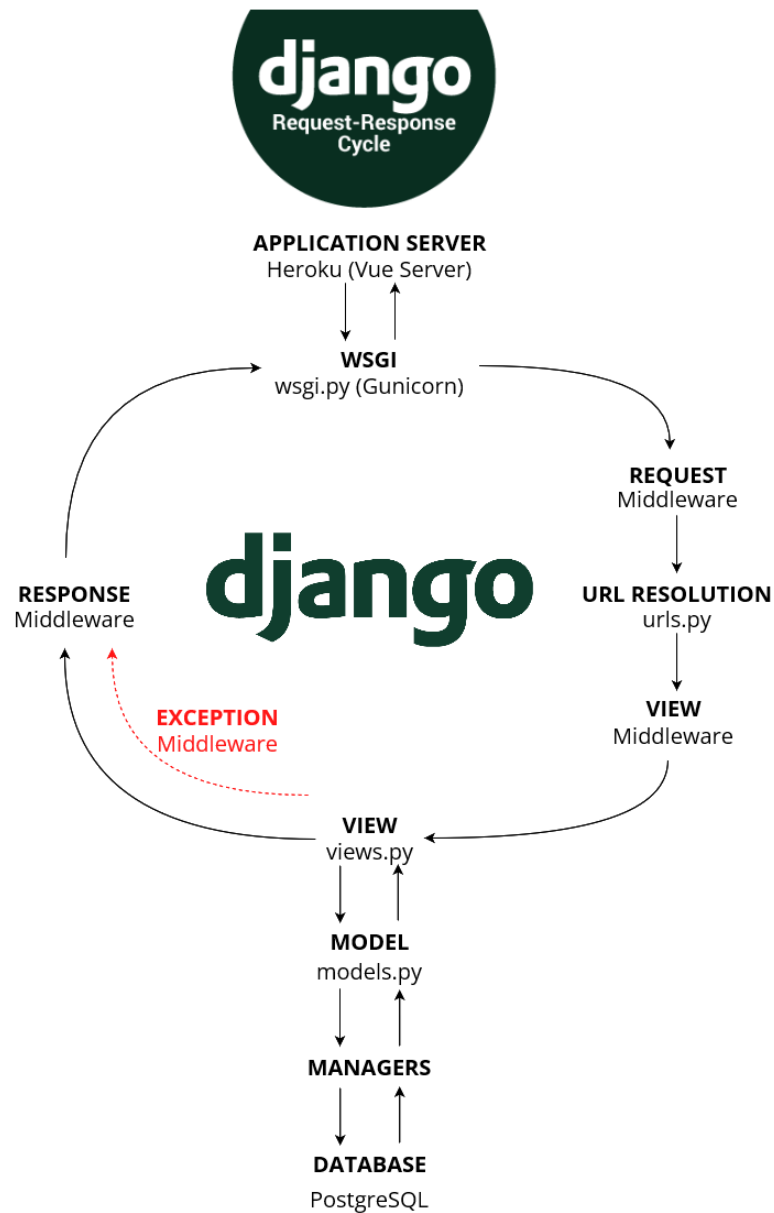 django
Request-Response
Cycle
APPLICATION SERVER
Heroku (Vue Server)
WSGI
wsgi.py (Gunicorn)
REQUEST
Middleware
django
RESPONSE
Middleware
URL RESOLUTION
urls.py
EXCEPTION
Middleware
VIEW
Middleware
VIEW
views.py
MODEL
models.py
MANAGERS
DATABASE
PostgreSQL